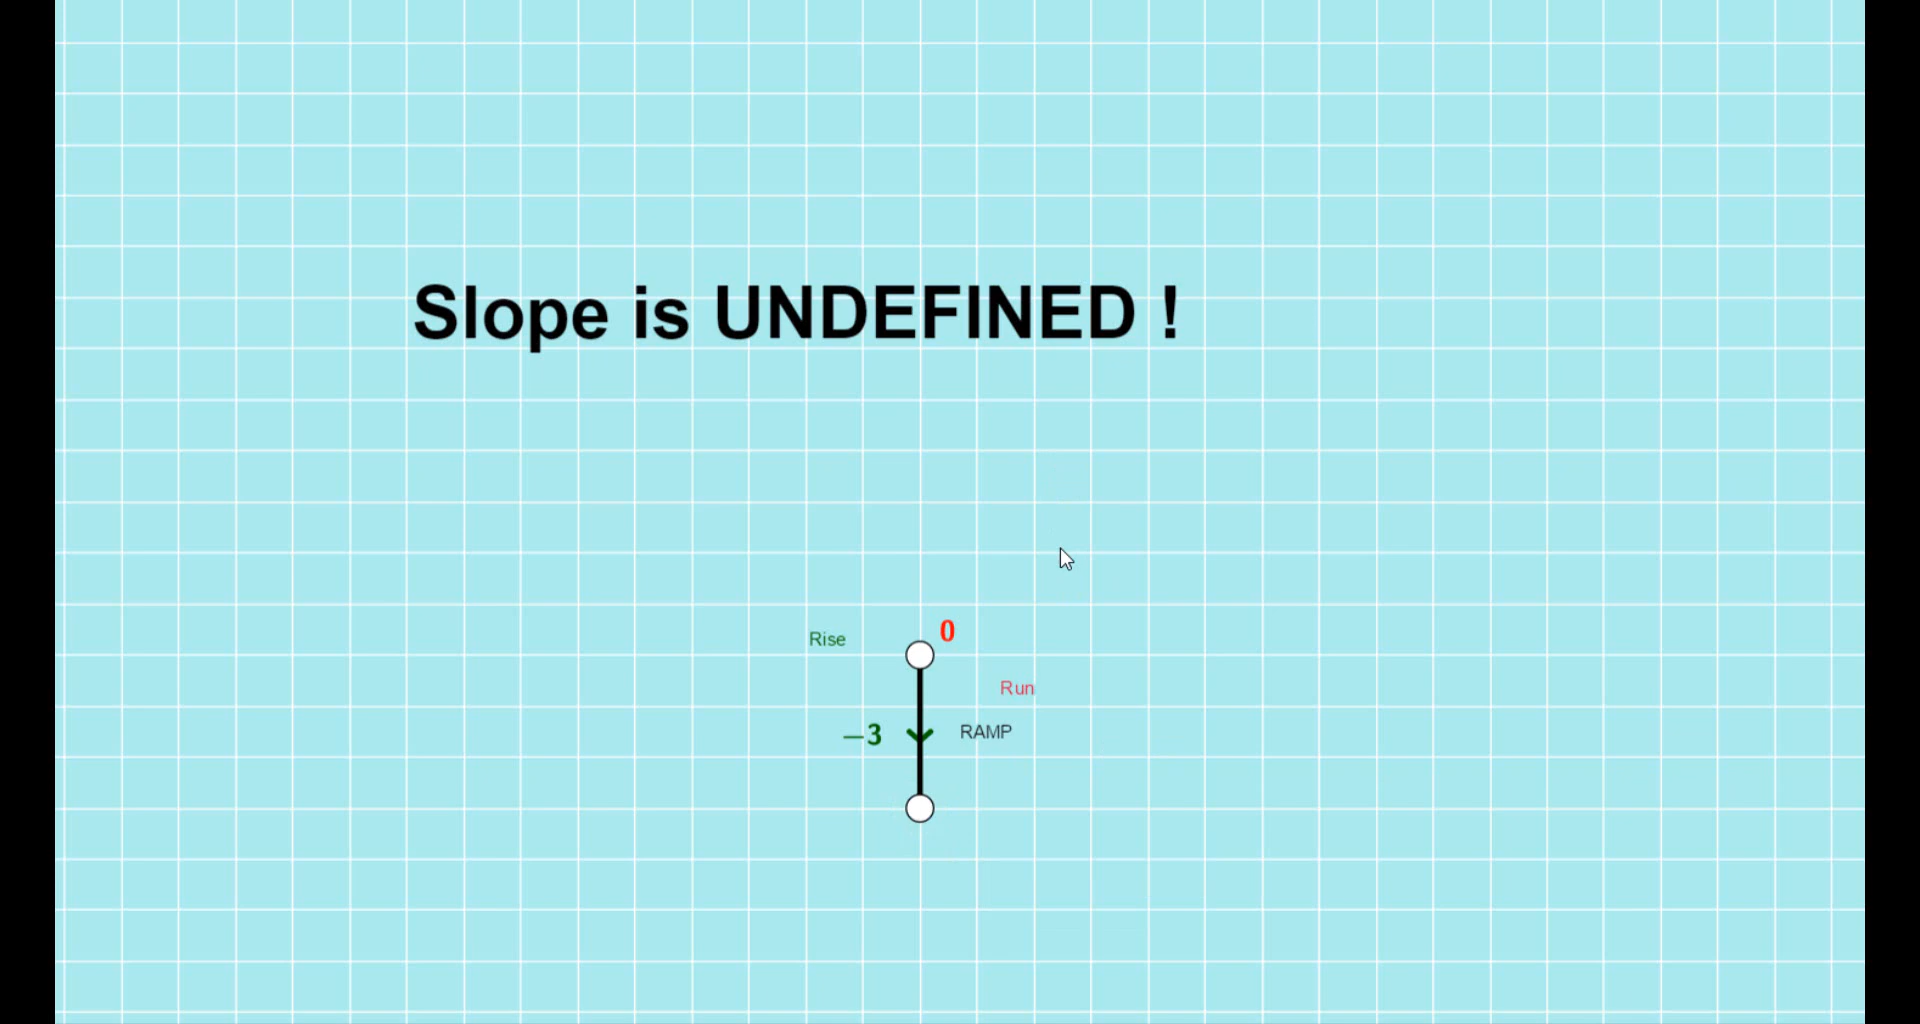 Slope is UNDEFINED !
0
Rise
Run
–3
RAMP